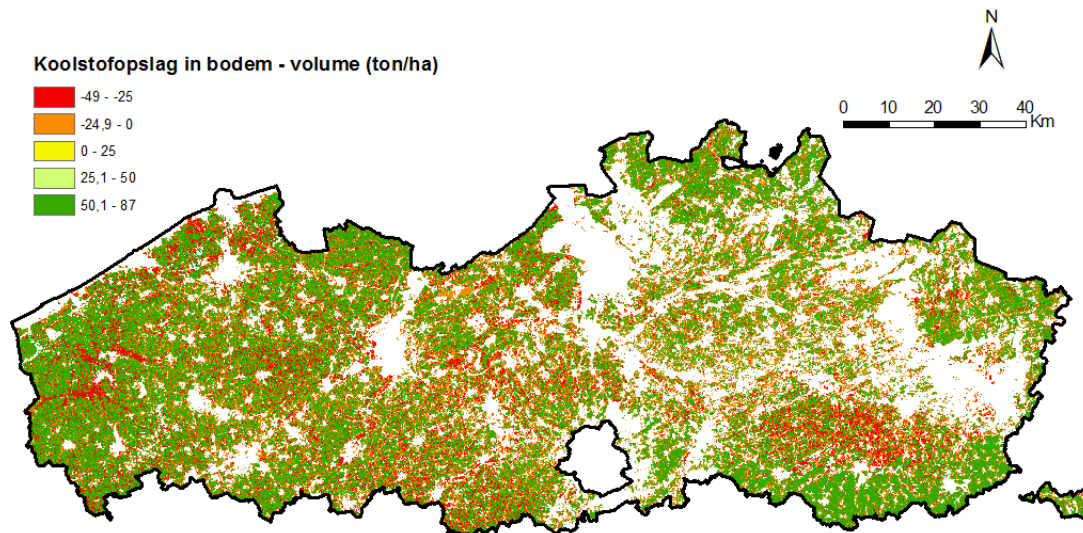 N
Koolstofopslag in bodem - volume (ton/ha)
-49 - -25
-24,9 - 0
0 - 25
25,1 - 50
50,1 - 87
0 10 20 30 40
Km